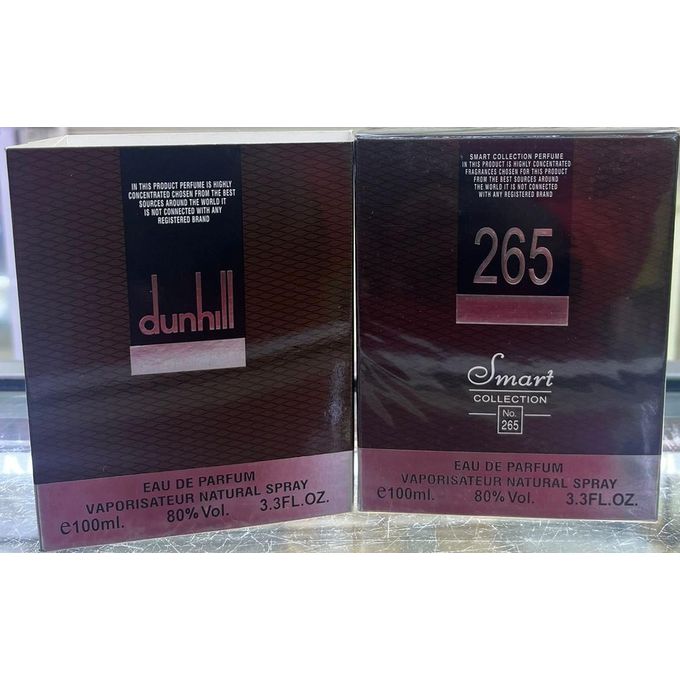 IN THIS PRODUCT PERFUME IS HIGHLY
CONCENTRATED CHOSEN FROM THE BEST
SOURCES AROUND THE WORLD IT
IS NOT CONNECTED WITH ANY
REGISTERED BRAND
dunhill
EAU DE PARFUM
VAPORISATEUR NATURAL SPRAY
e100ml. 80% Vol. 3.3FL.OZ.
SMART COLLECTION PERFUME
IN THIS PRODUCT IS HIGHLY CONCENTRATED
FRAGRANCES CHOSEN FOR THIS PRODUCT
FROM THE BEST SOURCES AROUND
THE WORLD IT IS NOT CONNECTED
WITH ANY REGISTERED BRAND
265
Smart
COLLECTION
No.
265
EAU DE PARFUM
VAPORISATEUR NATURAL SPRAY
e100ml. 80% Vol. 3.3FL.OZ.